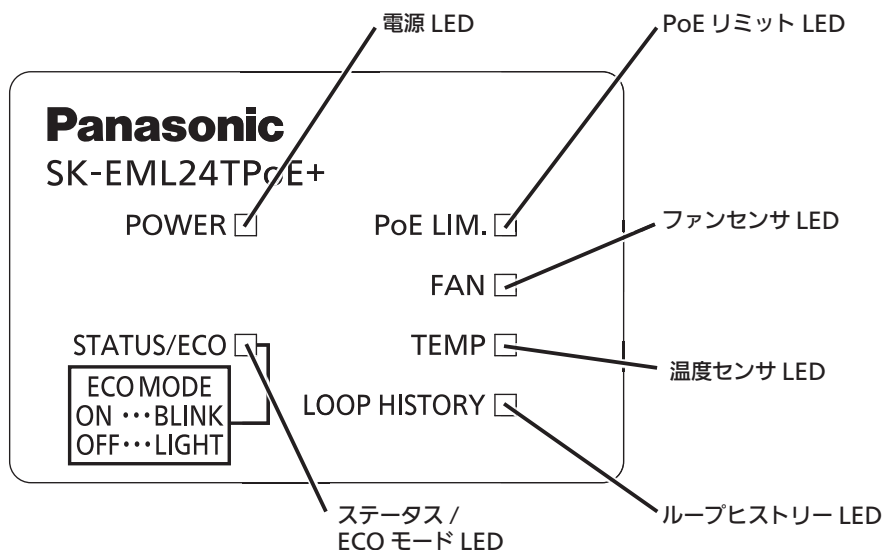 電源 LED
PoE リミット LED
Panasonic
SK-EML24TPoE+
POWER
PoE LIM.
ファンセンサ LED
FAN
STATUS/ECO
TEMP
温度センサ LED
ECO MODE
ON ･･･BLINK
OFF･･･LIGHT
LOOP HISTORY
ステータス /
ECO モード LED
ループヒストリー LED